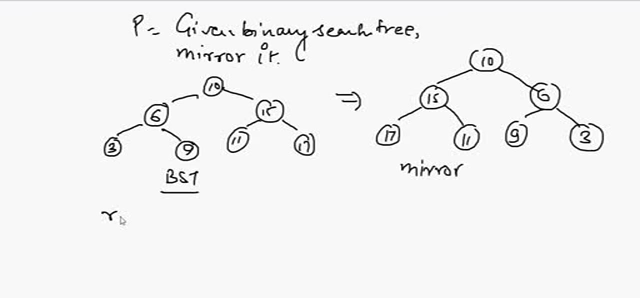 P = Given binary search tree,
mirror it.
10
6 15
3 9 11 17
BST
⇒
10
15 6
17 11 9 3
mirror
r